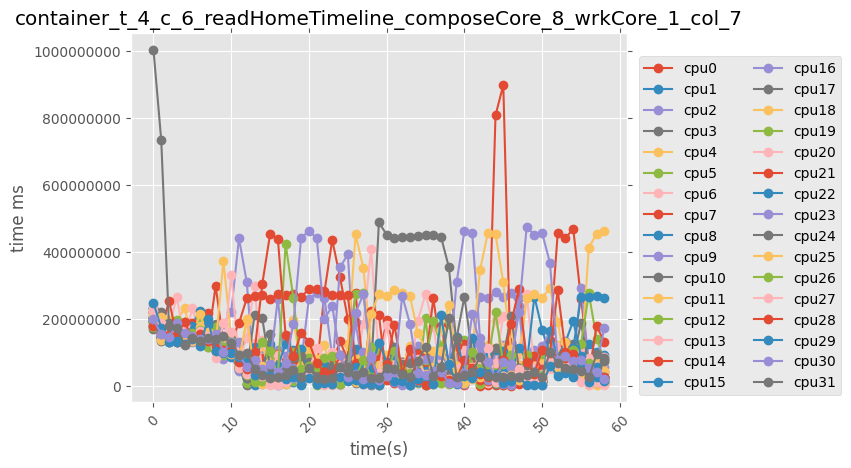 container_t_4_c_6_readHomeTimeline_composeCore_8_wrkCore_1_col_7
1000000000
800000000
600000000
400000000
200000000
0
time ms
0 10 20 30 40 50 60
time(s)
cpu0 cpu16
cpu1 cpu17
cpu2 cpu18
cpu3 cpu19
cpu4 cpu20
cpu5 cpu21
cpu6 cpu22
cpu7 cpu23
cpu8 cpu24
cpu9 cpu25
cpu10 cpu26
cpu11 cpu27
cpu12 cpu28
cpu13 cpu29
cpu14 cpu30
cpu15 cpu31